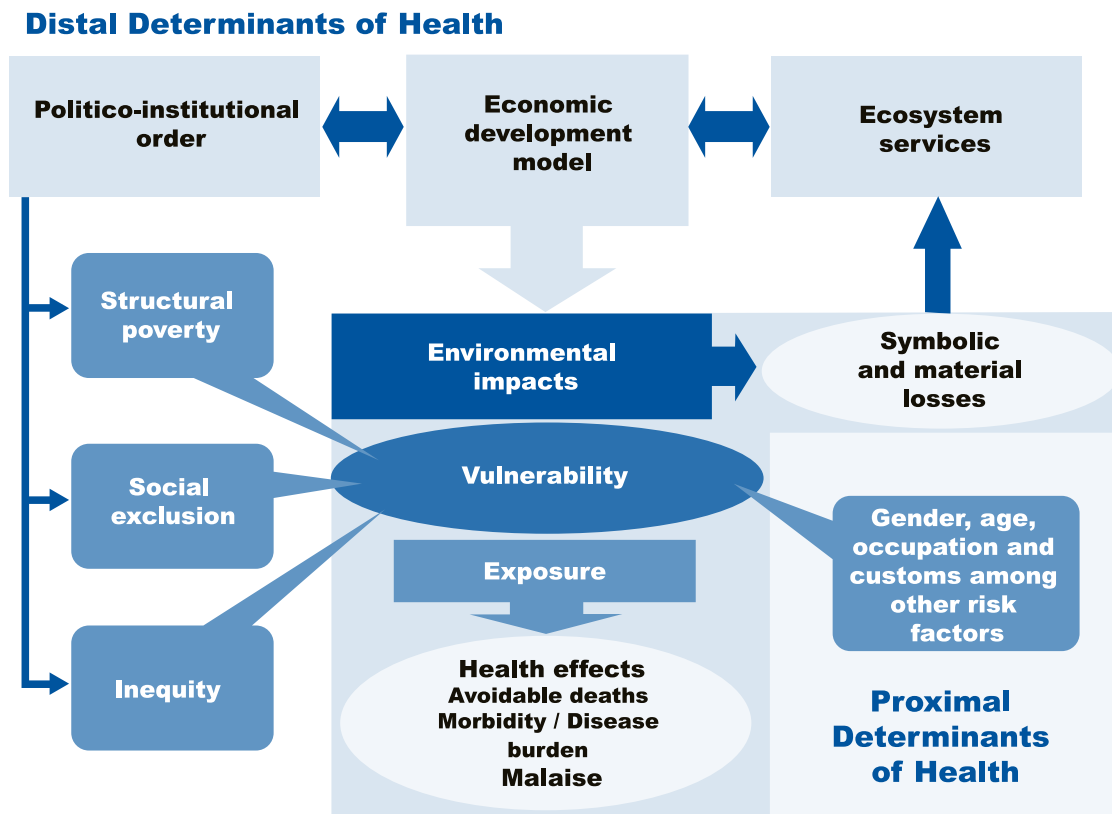 Distal Determinants of Health
Politico-institutional
order
Economic
development
model
Ecosystem
services
Structural
poverty
Environmental
impacts
Symbolic
and material
losses
Social
exclusion
Vulnerability
Gender, age,
occupation and
customs among
other risk
factors
Exposure
Inequity
Health effects
Avoidable deaths
Morbidity / Disease
burden
Malaise
Proximal
Determinants
of Health